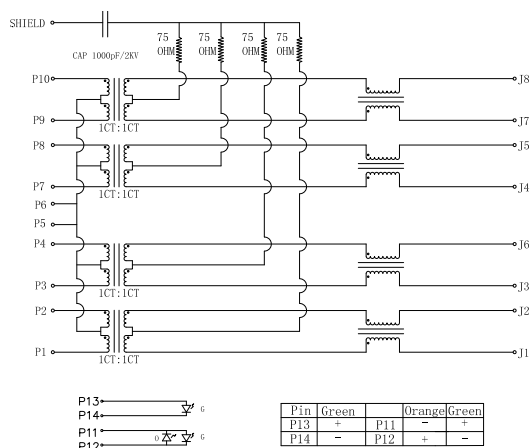 SHIELD
CAP 1000pF/2KV
75 OHM
75 OHM
75 OHM
75 OHM
P10
J8
P9
J7
1CT:1CT
P8
J5
P7
J4
1CT:1CT
P6
P5
P4
J6
P3
J3
1CT:1CT
P2
J2
P1
J1
1CT:1CT
P13
P14
G
P11
P12
O
G
Pin Green Orange Green
P13 + P11 - +
P14 - P12 + -